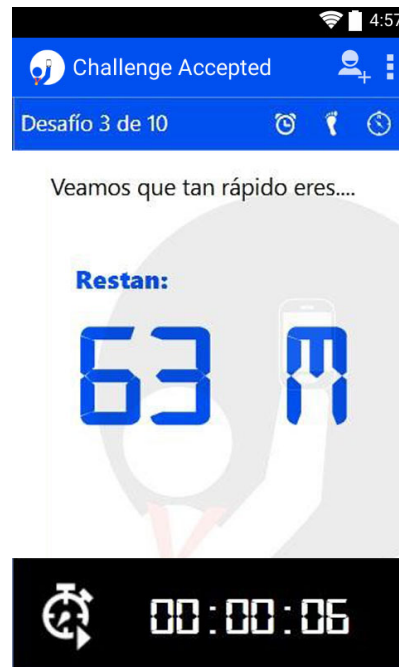 4:57
Challenge Accepted
Desafío 3 de 10
Veamos que tan rápido eres....
Restan:
63 M
00:00:06